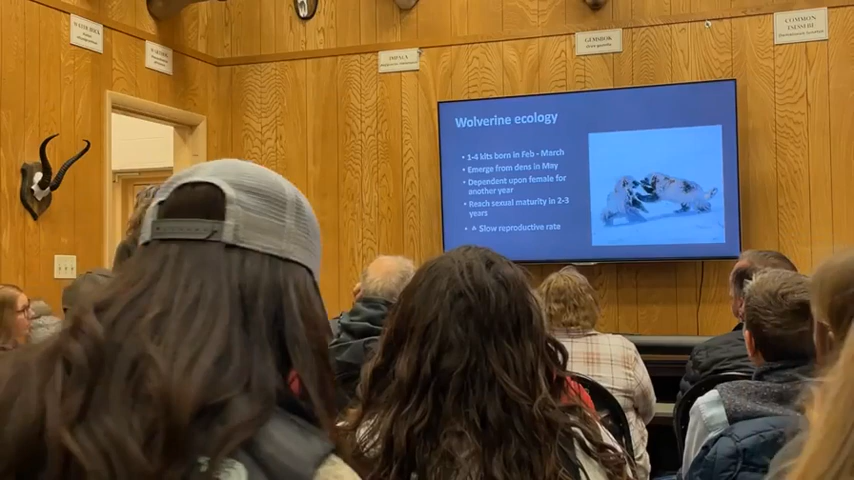 WATER BUCK
IMPALA
GEMSBOK
COMMON
Wolverine ecology
• 1-4 kits born in Feb - March
• Emerge from dens in May
• Dependent upon female for
another year
• Reach sexual maturity in 2-3
years
Slow reproductive rate